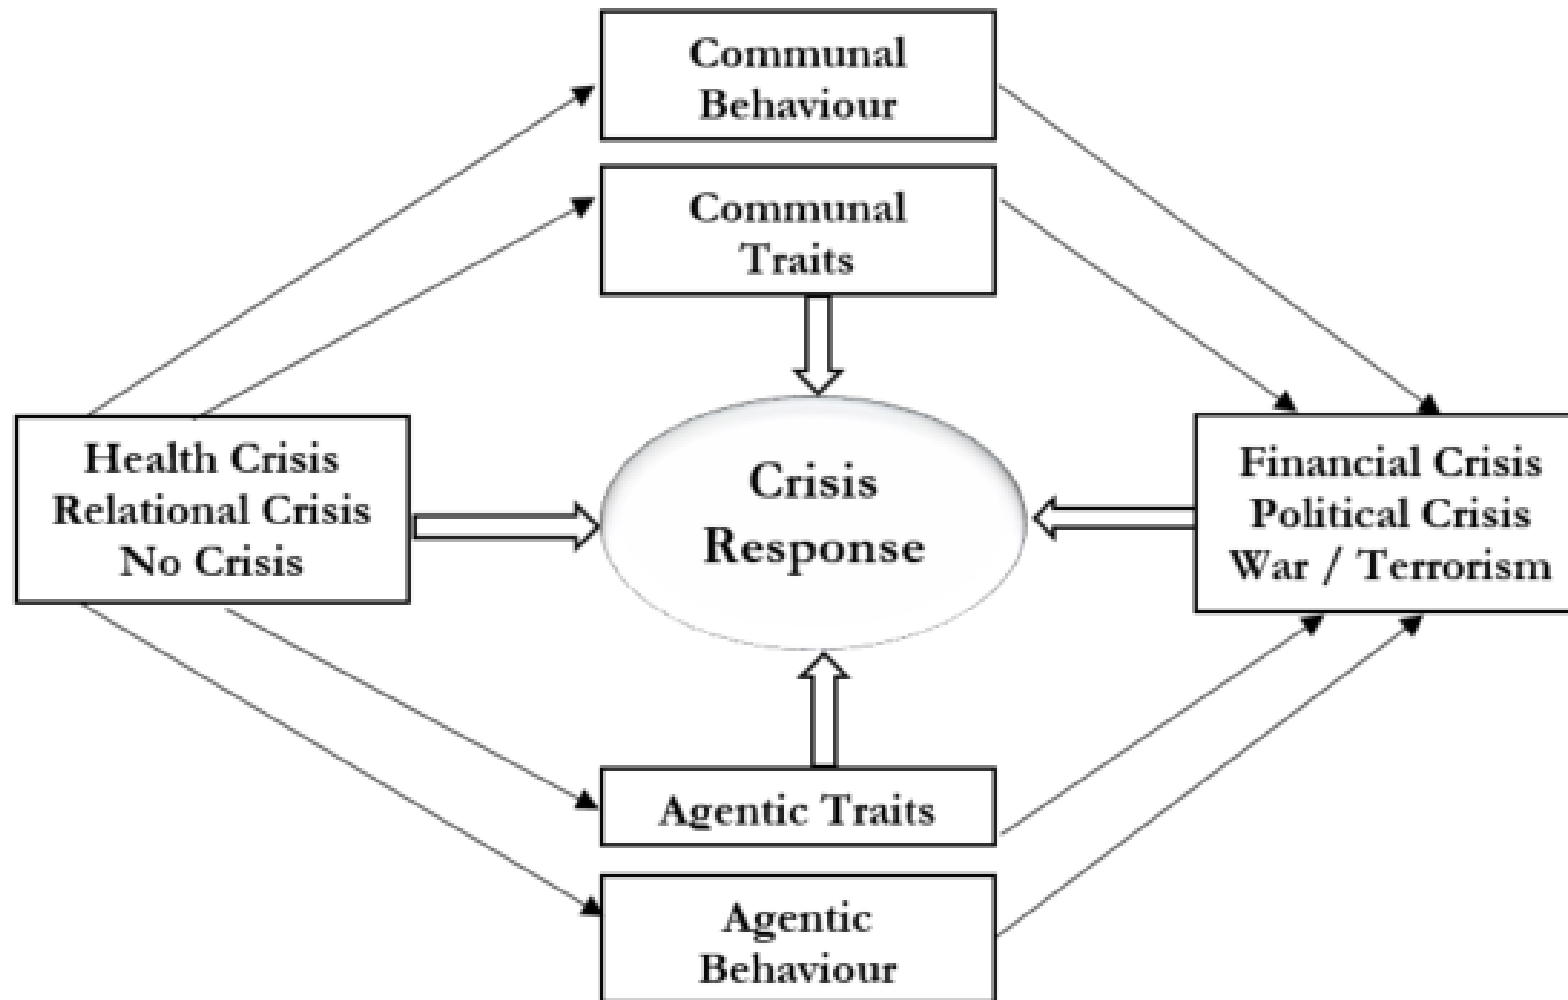 Communal
Behaviour
Communal
Traits
Health Crisis
Relational Crisis
No Crisis
Crisis
Response
Financial Crisis
Political Crisis
War / Terrorism
Agentic Traits
Agentic
Behaviour